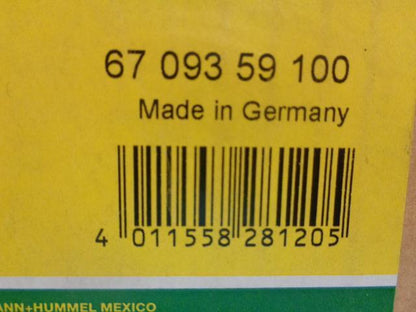 67 093 59 100
Made in Germany
4 011558 281205
ANN+HUMMEL MEXICO